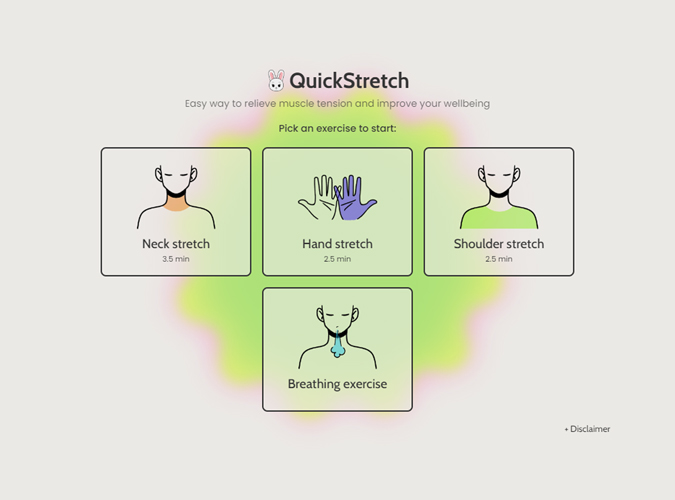 QuickStretch
Easy way to relieve muscle tension and improve your wellbeing
Pick an exercise to start:
Neck stretch
3.5 min
Hand stretch
2.5 min
Shoulder stretch
2.5 min
Breathing exercise
+ Disclaimer